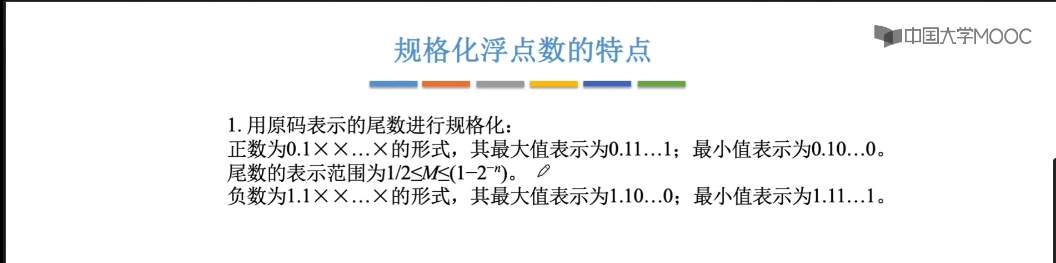 规格化浮点数的特点
中国大学MOOC
1. 用原码表示的尾数进行规格化：
正数为0.1××…×的形式，其最大值表示为0.11…1；最小值表示为0.10…0。
尾数的表示范围为1/2≤M≤(1−2⁻ⁿ)。
负数为1.1××…×的形式，其最大值表示为1.10…0；最小值表示为1.11…1。